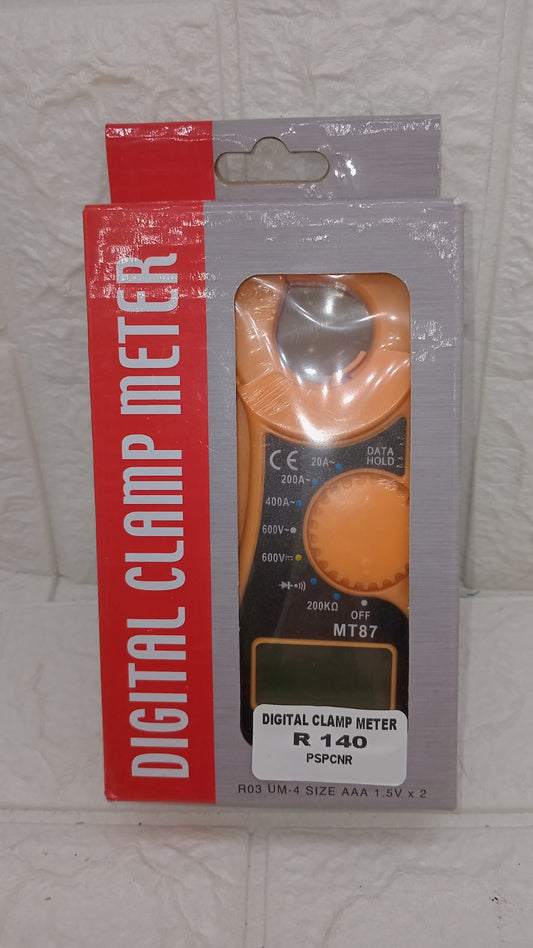 DIGITAL CLAMP METER
CE
DATA
HOLD
20A~
200A~
400A~
600V~
600V⎓
200KΩ
OFF
MT87
DIGITAL CLAMP METER
R 140
PSPCNR
R03 UM-4 SIZE AAA 1.5V x 2